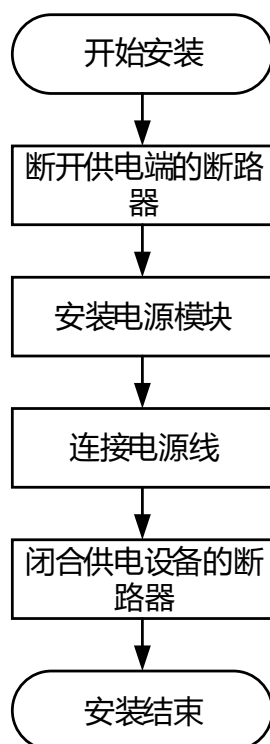 开始安装
断开供电端的断路
器
安装电源模块
连接电源线
闭合供电设备的断
路器
安装结束